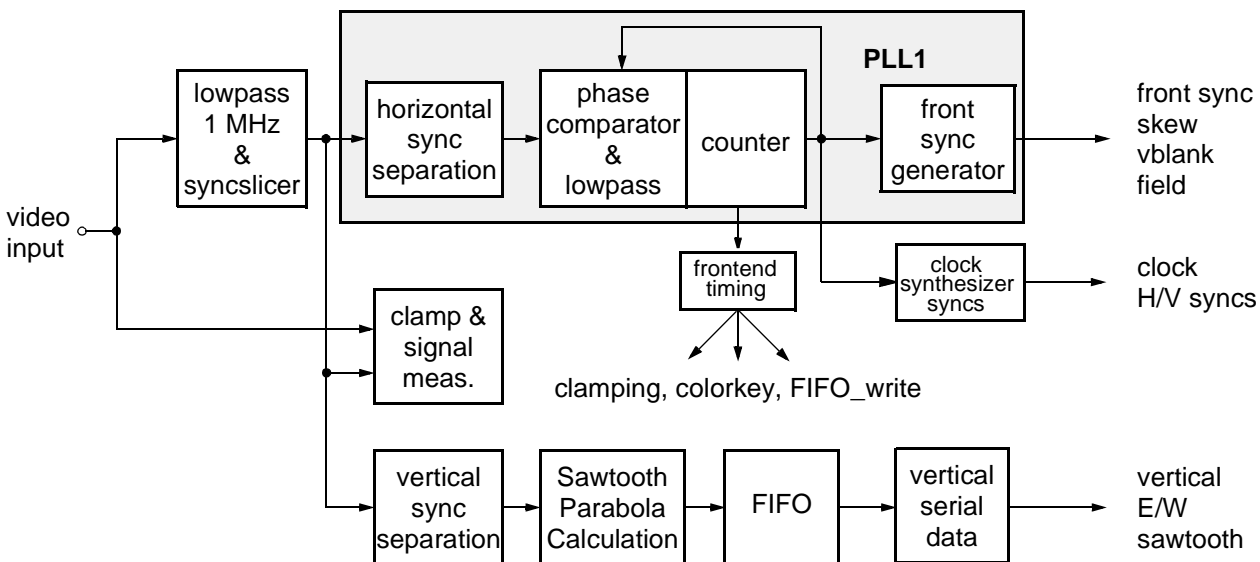 PLL1
lowpass
1 MHz
&
syncslicer
horizontal
sync
separation
phase
comparator
&
lowpass
counter
front
sync
generator
front sync
skew
vblank
field
video
input
frontend
timing
clock
synthesizer
syncs
clock
H/V syncs
clamp &
signal
meas.
clamping, colorkey, FIFO_write
vertical
sync
separation
Sawtooth
Parabola
Calculation
FIFO
vertical
serial
data
vertical
E/W
sawtooth